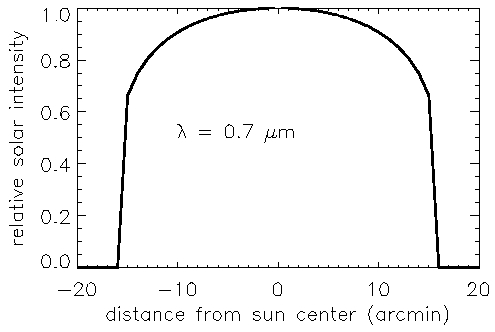 relative solar intensity
1.0
0.8
0.6
0.4
0.2
0.0
λ = 0.7 μm
−20 −10 0 10 20
distance from sun center (arcmin)